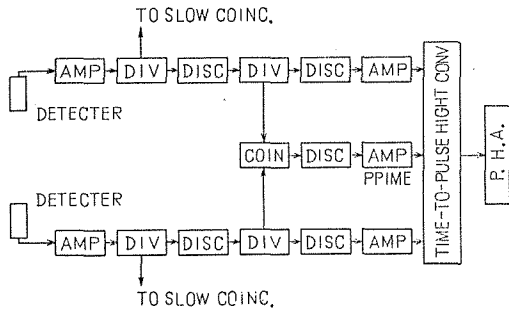 TO SLOW COINC.
AMP DIV DISC DIV DISC AMP
DETECTER
COIN DISC AMP
PPIME
TIME-TO-PULSE HIGHT CONV
P. H. A.
DETECTER
AMP DIV DISC DIV DISC AMP
TO SLOW COINC.